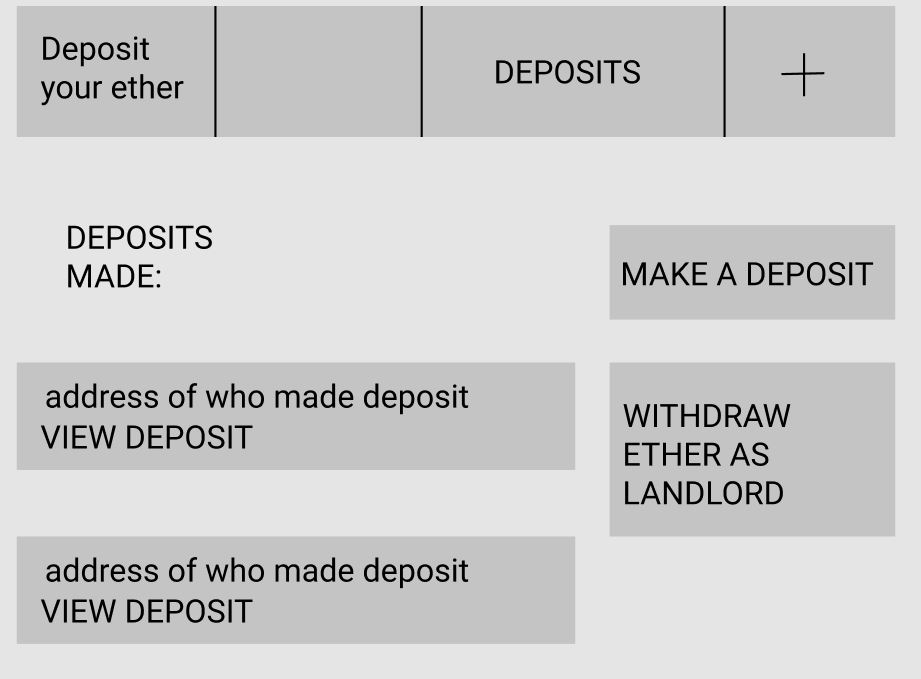 Deposit
your ether
DEPOSITS
+
DEPOSITS
MADE:
MAKE A DEPOSIT
address of who made deposit
VIEW DEPOSIT
WITHDRAW
ETHER AS
LANDLORD
address of who made deposit
VIEW DEPOSIT